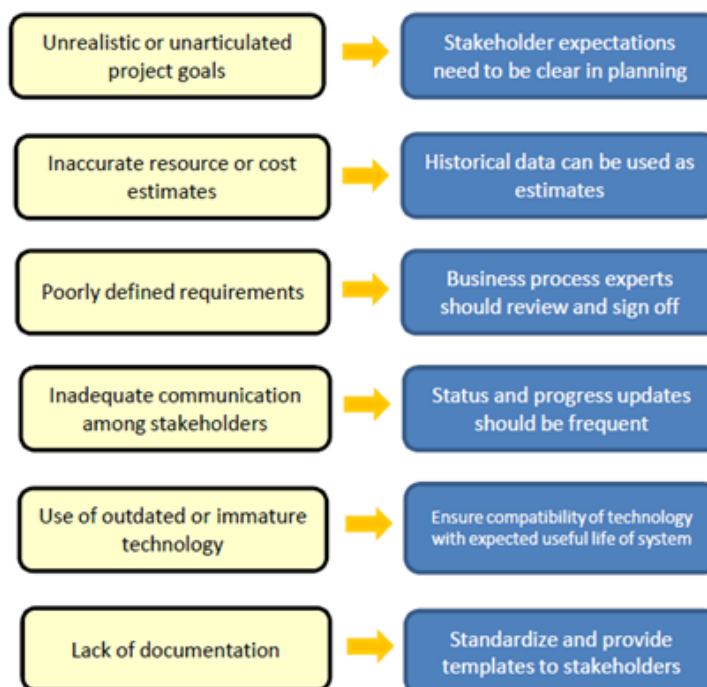 Unrealistic or unarticulated
project goals
Stakeholder expectations
need to be clear in planning
Inaccurate resource or cost
estimates
Historical data can be used as
estimates
Poorly defined requirements
Business process experts
should review and sign off
Inadequate communication
among stakeholders
Status and progress updates
should be frequent
Use of outdated or immature
technology
Ensure compatibility of technology
with expected useful life of system
Lack of documentation
Standardize and provide
templates to stakeholders